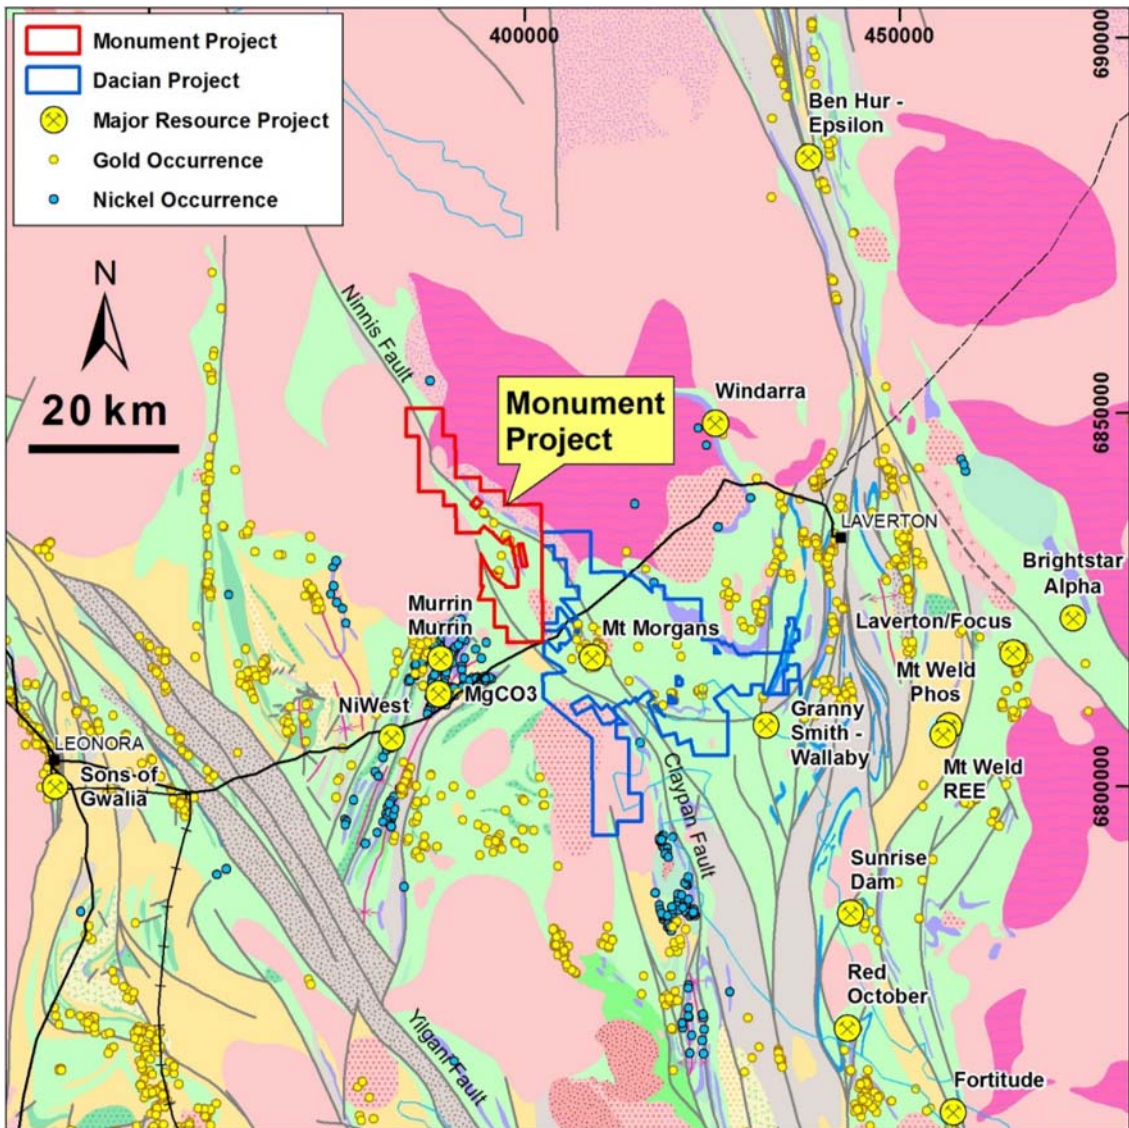 Monument Project
Dacian Project
Major Resource Project
Gold Occurrence
Nickel Occurrence
400000
450000
6900000
Ben Hur -
Epsilon
N
20 km
Ninnis Fault
Monument
Project
Windarra
6850000
LAVERTON
Brightstar
Alpha
Murrin
Murrin
Mt Morgans
Laverton/Focus
Mt Weld
Phos
MgCO3
NiWest
Granny
Smith -
Wallaby
LEONORA
Sons of
Gwalia
Mt Weld
REE
6800000
Claypan Fault
Sunrise
Dam
Red
October
Yilgani Fault
Fortitude